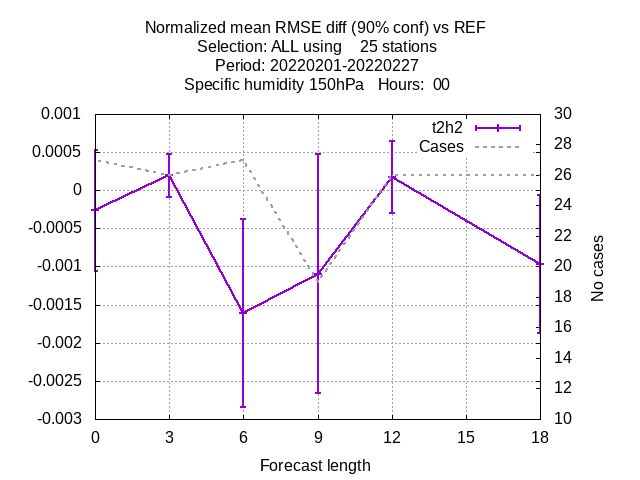 Normalized mean RMSE diff (90% conf) vs REF
Selection: ALL using    25 stations
Period: 20220201-20220227
Specific humidity 150hPa   Hours:  00
t2h2
Cases
0.001
0.0005
0
-0.0005
-0.001
-0.0015
-0.002
-0.0025
-0.003
30
28
26
24
22
20
18
16
14
12
10
No cases
0 3 6 9 12 15 18
Forecast length